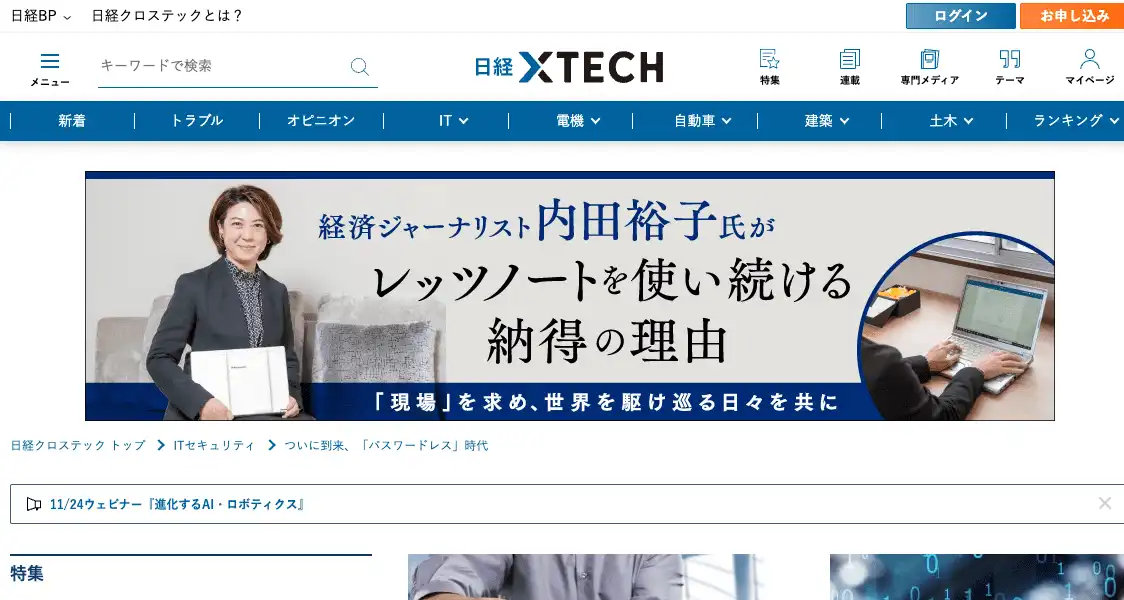 日経BP 日経クロステックとは？ ログイン お申し込み
メニュー キーワードで検索 日経 XTECH 特集 連載 専門メディア テーマ マイページ
新着 トラブル オピニオン IT 電機 自動車 建築 土木 ランキング
経済ジャーナリスト内田裕子氏が
レッツノートを使い続ける
納得の理由
「現場」を求め、世界を駆け巡る日々を共に
日経クロステック トップ ITセキュリティ ついに到来、「パスワードレス」時代
11/24ウェビナー『進化するAI・ロボティクス』
特集